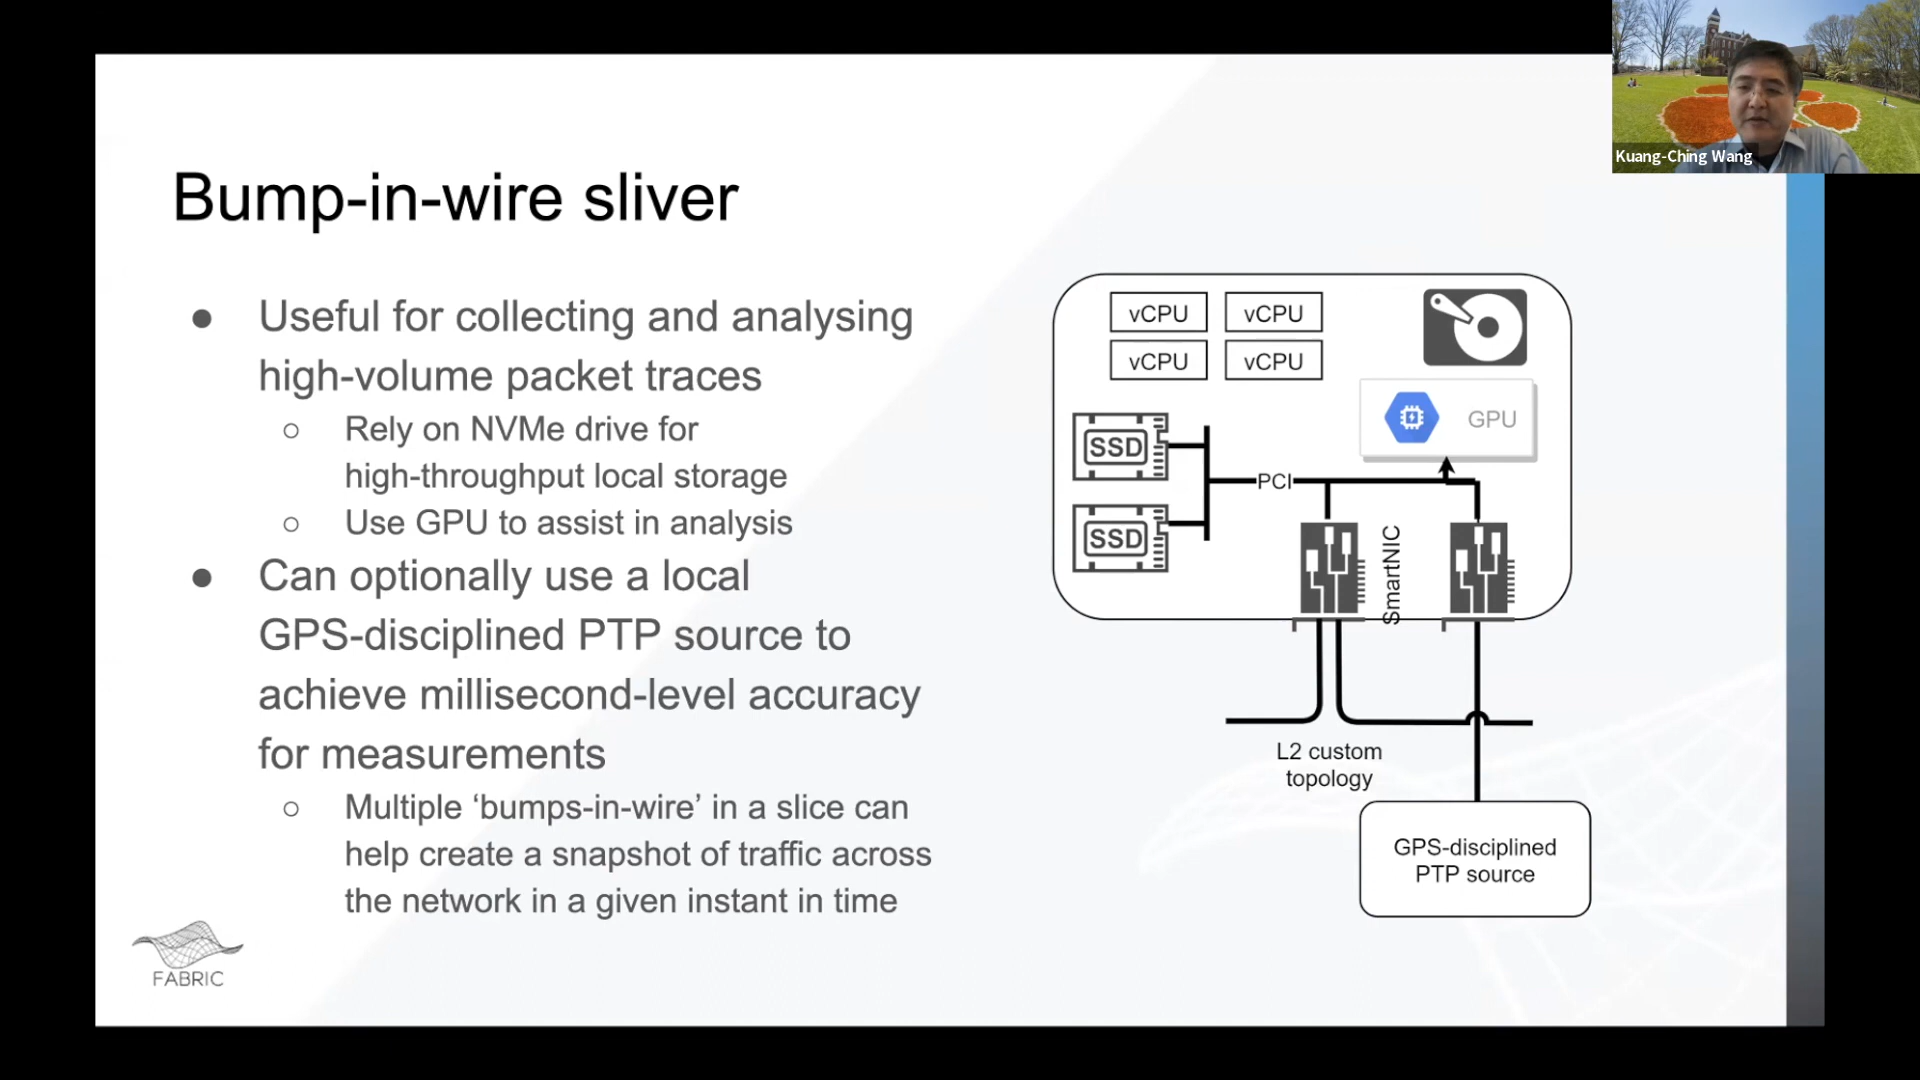 Kuang-Ching Wang
Bump-in-wire sliver
● Useful for collecting and analysing
high-volume packet traces
○ Rely on NVMe drive for
high-throughput local storage
○ Use GPU to assist in analysis
● Can optionally use a local
GPS-disciplined PTP source to
achieve millisecond-level accuracy
for measurements
○ Multiple ‘bumps-in-wire’ in a slice can
help create a snapshot of traffic across
the network in a given instant in time
FABRIC
vCPU vCPU
vCPU vCPU
GPU
SSD
SSD
PCI
SmartNIC
L2 custom
topology
GPS-disciplined
PTP source